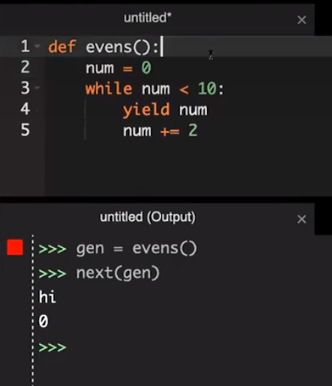 untitled*
1 def evens():
2 num = 0
3 while num < 10:
4 yield num
5 num += 2
untitled (Output)
>>> gen = evens()
>>> next(gen)
hi
0
>>>